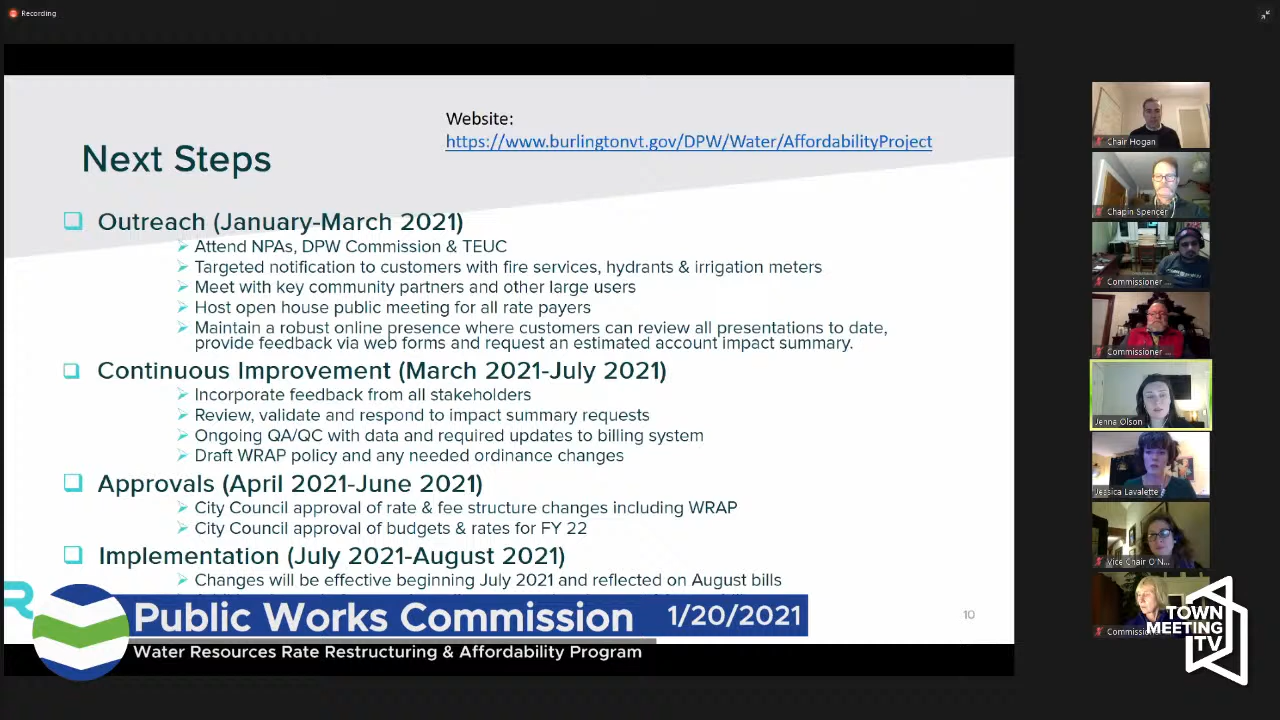 Recording
Website:
https://www.burlingtonvt.gov/DPW/Water/AffordabilityProject
Next Steps
Outreach (January-March 2021)
Attend NPAs, DPW Commission & TEUC
Targeted notification to customers with fire services, hydrants & irrigation meters
Meet with key community partners and other large users
Host open house public meeting for all rate payers
Maintain a robust online presence where customers can review all presentations to date,
provide feedback via web forms and request an estimated account impact summary.
Continuous Improvement (March 2021-July 2021)
Incorporate feedback from all stakeholders
Review, validate and respond to impact summary requests
Ongoing QA/QC with data and required updates to billing system
Draft WRAP policy and any needed ordinance changes
Approvals (April 2021-June 2021)
City Council approval of rate & fee structure changes including WRAP
City Council approval of budgets & rates for FY 22
Implementation (July 2021-August 2021)
Changes will be effective beginning July 2021 and reflected on August bills
10
Public Works Commission 1/20/2021
Water Resources Rate Restructuring & Affordability Program
Chair Hogan
Chapin Spencer
Commissioner ...
Commissioner ...
Jenna Olson
Jessica Lavalette
Vice Chair O'N...
TOWN
MEETING
TV